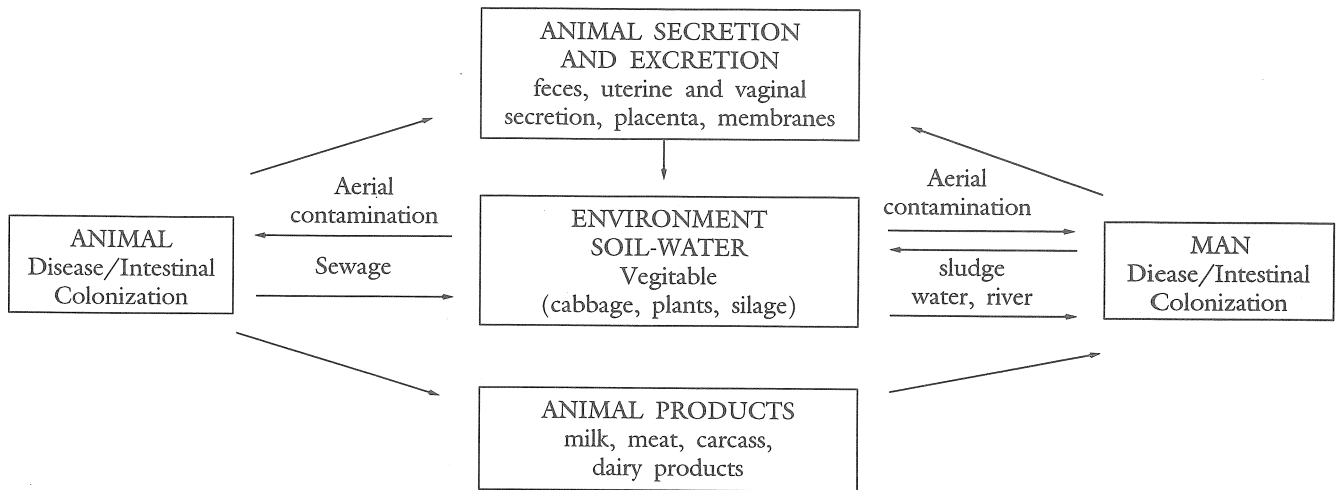 ANIMAL SECRETION
AND EXCRETION
feces, uterine and vaginal
secretion, placenta, membranes
Aerial
contamination
Aerial
contamination
ANIMAL
Disease/Intestinal
Colonization
ENVIRONMENT
SOIL-WATER
Vegitable
(cabbage, plants, silage)
MAN
Diease/Intestinal
Colonization
Sewage
sludge
water, river
ANIMAL PRODUCTS
milk, meat, carcass,
dairy products